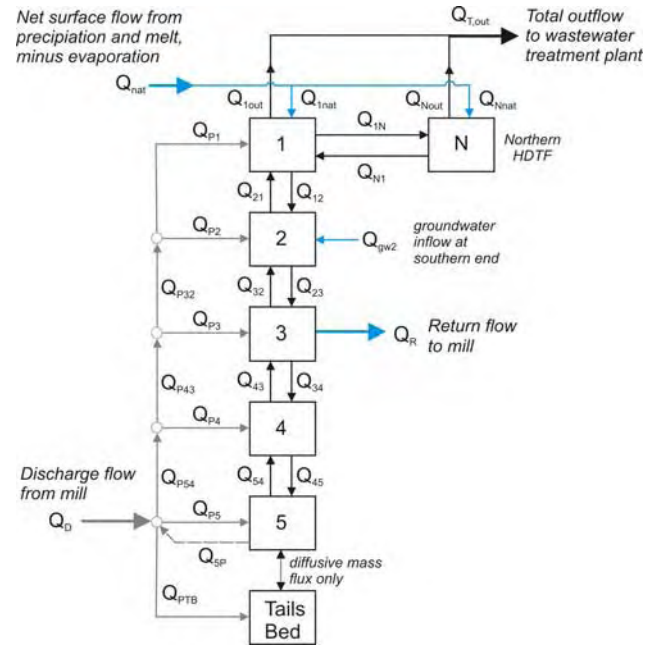 Net surface flow from
precipiation and melt,
minus evaporation
Q_T,out
Total outflow
to wastewater
treatment plant
Q_nat
Q_1out
Q_1nat
Q_Nout
Q_Nnat
Q_P1
1
Q_1N
N
Northern
HDTF
Q_N1
Q_21
Q_12
Q_P2
2
Q_gw2
groundwater
inflow at
southern end
Q_P32
Q_32
Q_23
Q_P3
3
Q_R
Return flow
to mill
Q_P43
Q_43
Q_34
Q_P4
4
Discharge flow
from mill
Q_P54
Q_54
Q_45
Q_D
Q_P5
5
Q_5P
diffusive mass
flux only
Q_PTB
Tails
Bed